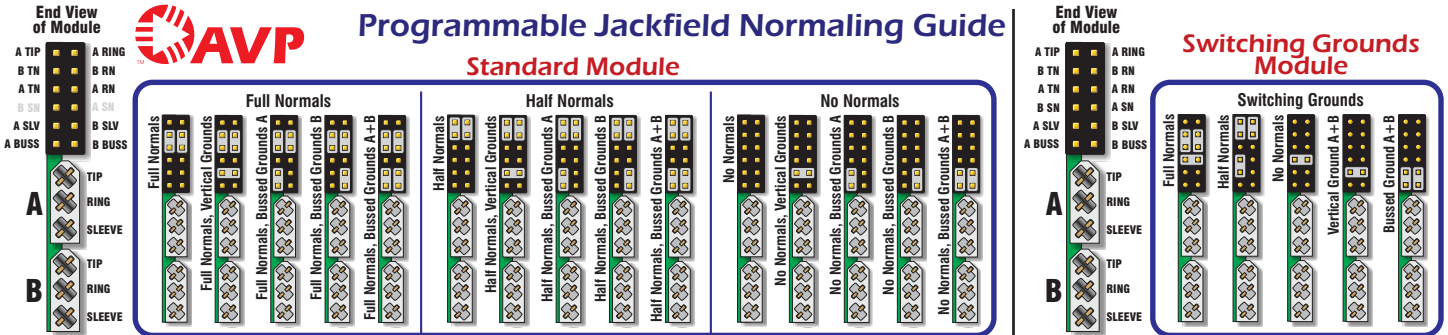 End View
of Module
A TIP A RING
B TN B RN
A TN A RN
B SN A SN
A SLV B SLV
A BUSS B BUSS
A
TIP
RING
SLEEVE
B
TIP
RING
SLEEVE
AVP
TM
Programmable Jackfield Normaling Guide
Standard Module
Full Normals
Full Normals
Full Normals, Vertical Grounds
Full Normals, Bussed Grounds A
Full Normals, Bussed Grounds B
Full Normals, Bussed Grounds A+B
Half Normals
Half Normals
Half Normals, Vertical Grounds
Half Normals, Bussed Grounds A
Half Normals, Bussed Grounds B
Half Normals, Bussed Grounds A+B
No Normals
No Normals
No Normals, Vertical Grounds
No Normals, Bussed Grounds A
No Normals, Bussed Grounds B
No Normals, Bussed Grounds A+B
End View
of Module
A TIP A RING
B TN B RN
A TN A RN
B SN A SN
A SLV B SLV
A BUSS B BUSS
A
TIP
RING
SLEEVE
B
TIP
RING
SLEEVE
Switching Grounds
Module
Switching Grounds
Full Normals
Half Normals
No Normals
Vertical Ground A+B
Bussed Ground A+B